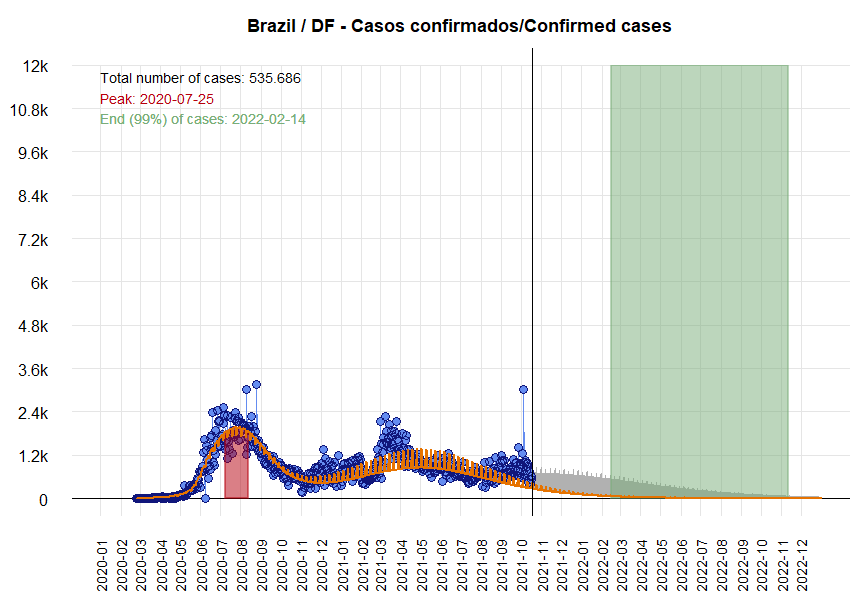 Brazil / DF - Casos confirmados/Confirmed cases
Total number of cases: 535.686
Peak: 2020-07-25
End (99%) of cases: 2022-02-14
12k
10.8k
9.6k
8.4k
7.2k
6k
4.8k
3.6k
2.4k
1.2k
0
2020-01
2020-02
2020-03
2020-04
2020-05
2020-06
2020-07
2020-08
2020-09
2020-10
2020-11
2020-12
2021-01
2021-02
2021-03
2021-04
2021-05
2021-06
2021-07
2021-08
2021-09
2021-10
2021-11
2021-12
2022-01
2022-02
2022-03
2022-04
2022-05
2022-06
2022-07
2022-08
2022-09
2022-10
2022-11
2022-12